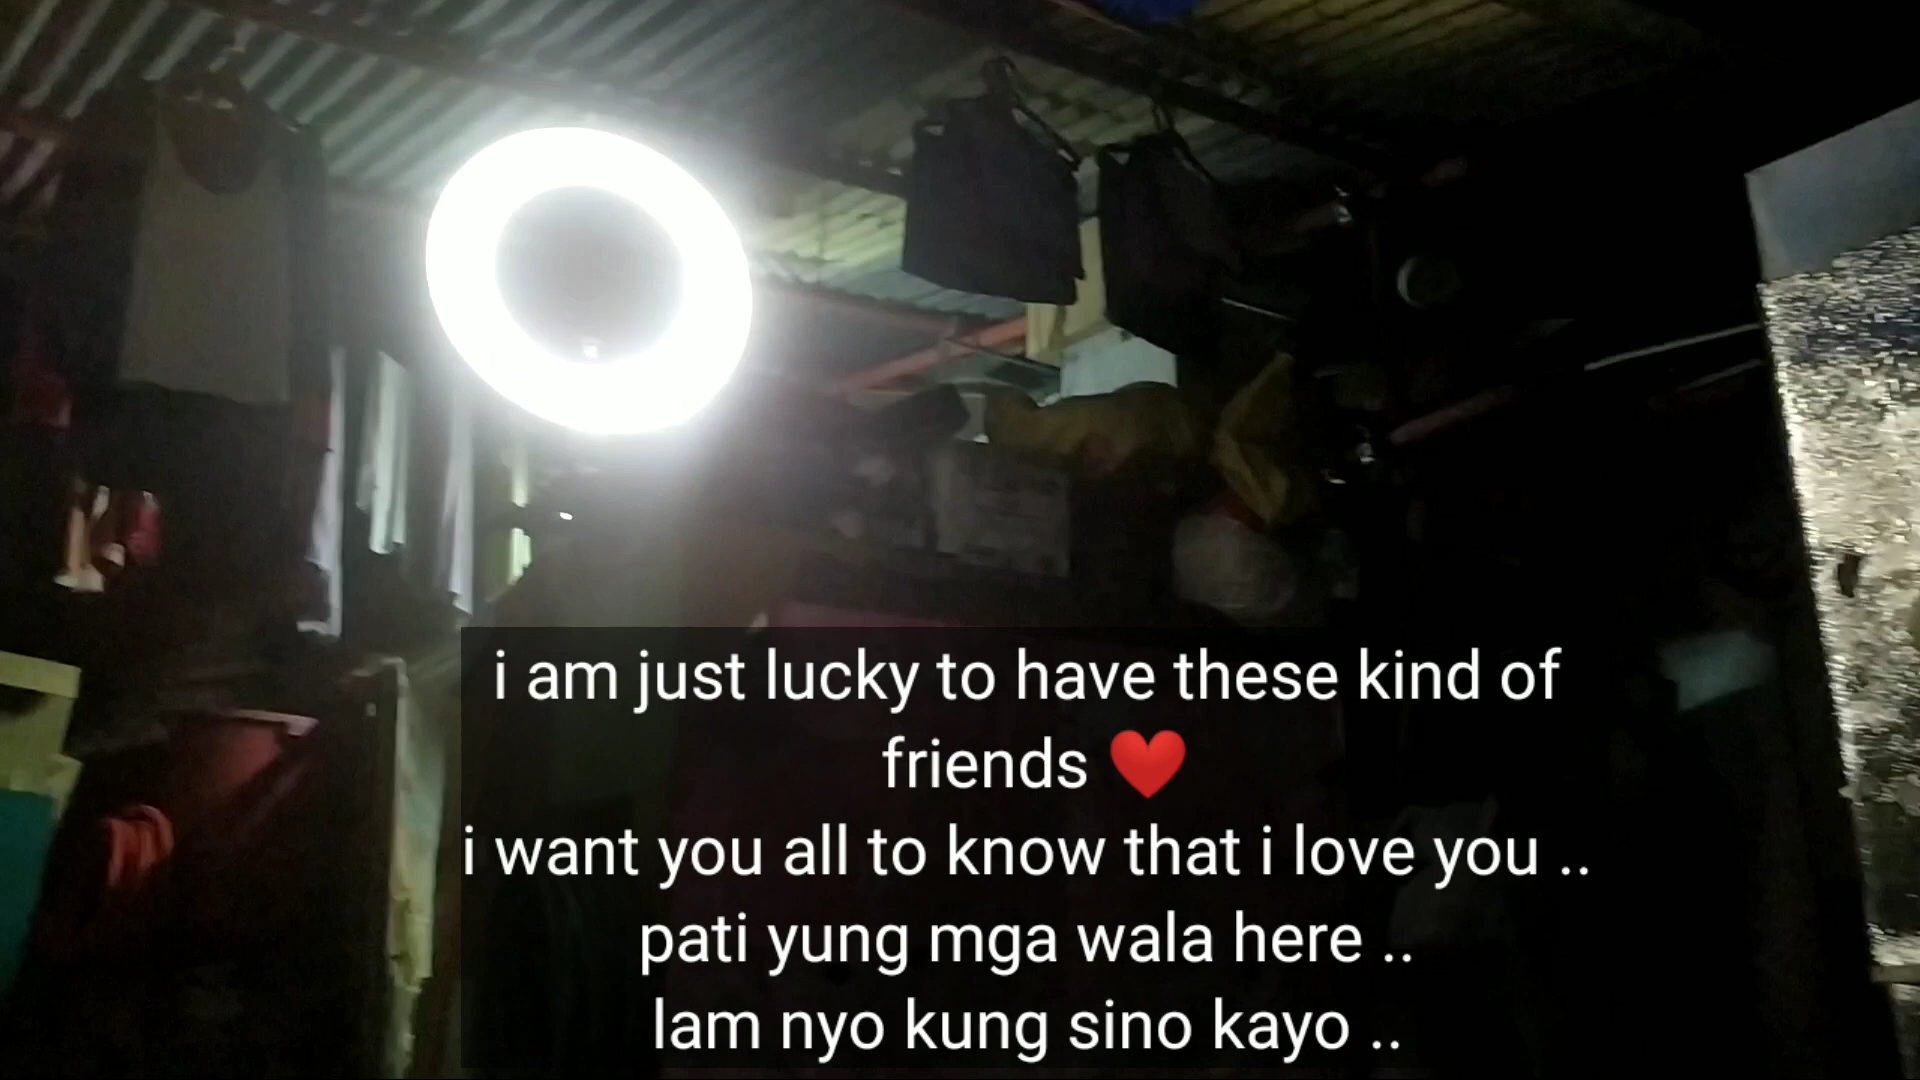 i am just lucky to have these kind of
friends ❤️
i want you all to know that i love you ..
pati yung mga wala here ..
lam nyo kung sino kayo ..